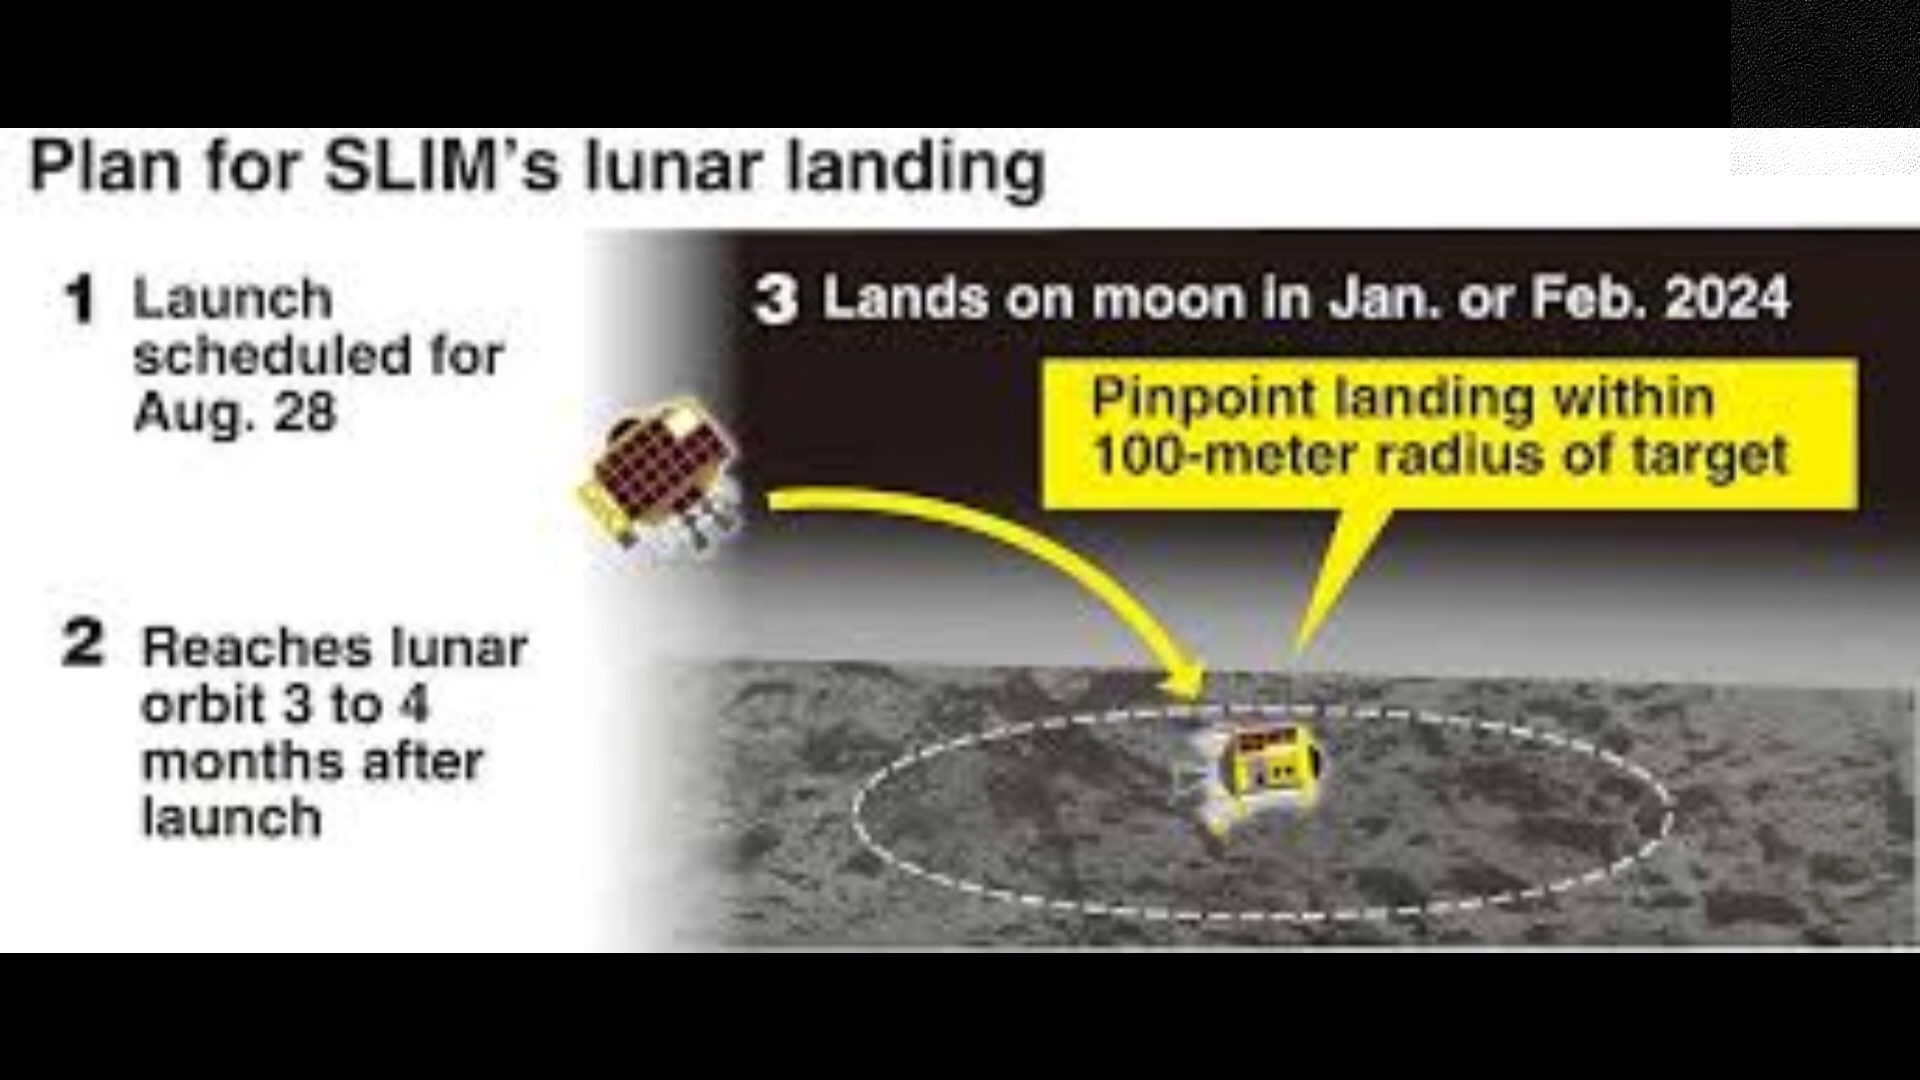 Plan for SLIM's lunar landing
1 Launch
scheduled for
Aug. 28
2 Reaches lunar
orbit 3 to 4
months after
launch
3 Lands on moon in Jan. or Feb. 2024
Pinpoint landing within
100-meter radius of target